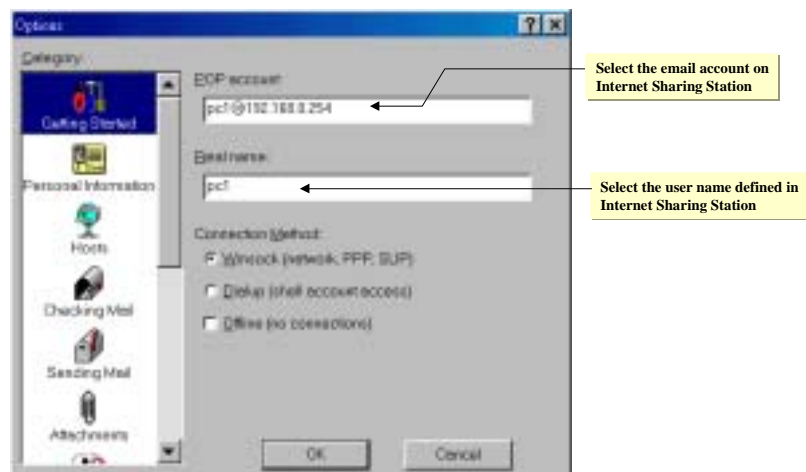 Options
Category:
Getting Started
Personal Information
Hosts
Checking Mail
Sending Mail
Attachments
POP account:
pc1@192.168.0.254
Real name:
pc1
Connection Method:
Winsock (network, PPP, SLIP)
Dialup (shell account access)
Offline (no connections)
OK
Cancel
Select the email account on
Internet Sharing Station
Select the user name defined in
Internet Sharing Station